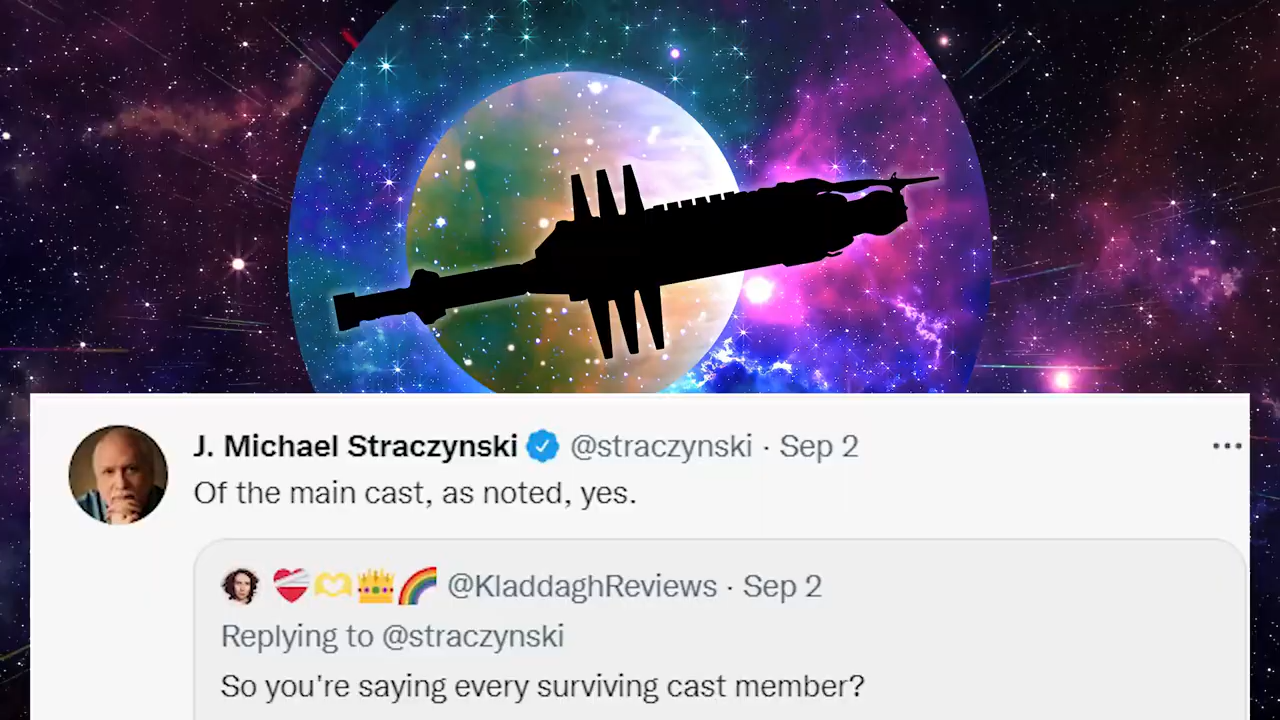 J. Michael Straczynski @straczynski · Sep 2
Of the main cast, as noted, yes.
@KladdaghReviews · Sep 2
Replying to @straczynski
So you're saying every surviving cast member?